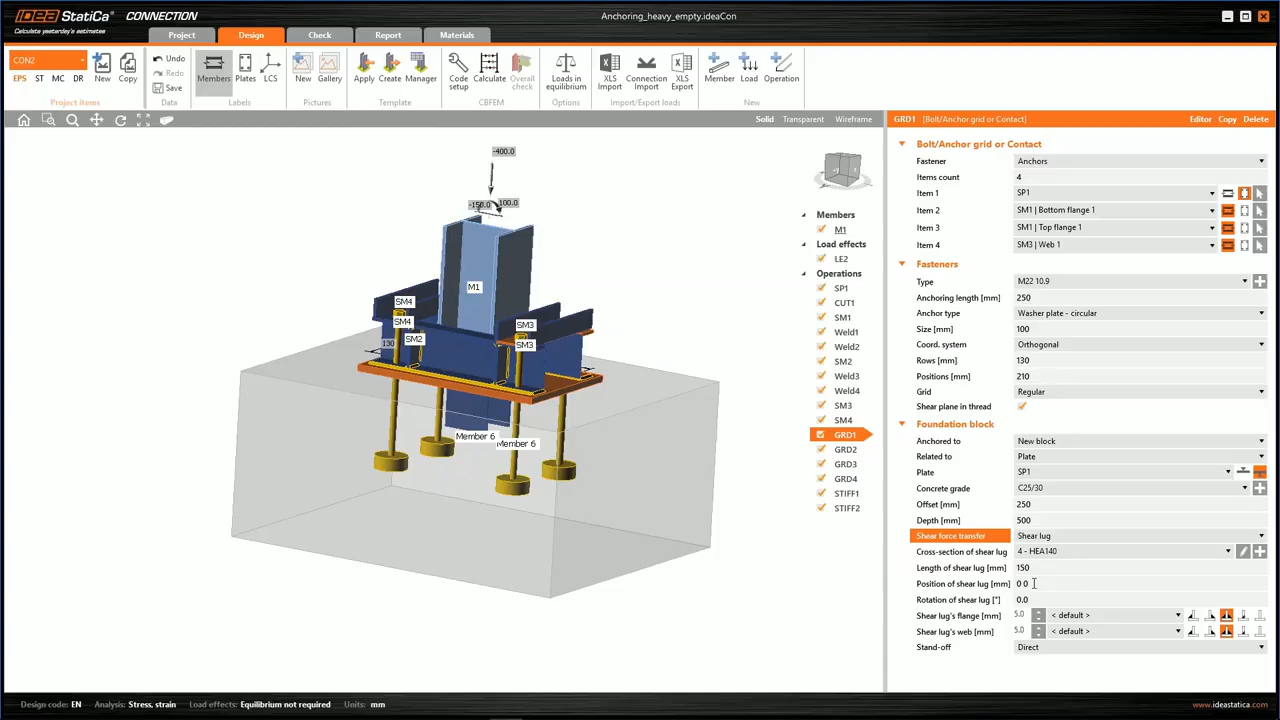 IDEA StatiCa® CONNECTION
Calculate yesterday's estimates
Anchoring_heavy_empty.ideaCon
Project
Design
Check
Report
Materials
CON2
EPS ST MC DR
New
Copy
Project items
Undo
Redo
Save
Data
Members
Plates
LCS
Labels
New
Gallery
Pictures
Apply
Create
Manager
Template
Code setup
Calculate
Overall check
CBFEM
Loads in equilibrium
Options
XLS Import
Connection Import
XLS Export
Import/Export loads
Member
Load
Operation
New
Solid
Transparent
Wireframe
-400.0
-150.0
100.0
M1
SM4
SM4
SM2
130
SM3
SM3
Member 6
Member 6
Members
M1
Load effects
LE2
Operations
SP1
CUT1
SM1
Weld1
Weld2
SM2
Weld3
Weld4
SM3
SM4
GRD1
GRD2
GRD3
GRD4
STIFF1
STIFF2
GRD1 [Bolt/Anchor grid or Contact]
Editor Copy Delete
Bolt/Anchor grid or Contact
Fastener Anchors
Items count 4
Item 1 SP1
Item 2 SM1 | Bottom flange 1
Item 3 SM1 | Top flange 1
Item 4 SM3 | Web 1
Fasteners
Type M22 10.9
Anchoring length [mm] 250
Anchor type Washer plate - circular
Size [mm] 100
Coord. system Orthogonal
Rows [mm] 130
Positions [mm] 210
Grid Regular
Shear plane in thread
Foundation block
Anchored to New block
Related to Plate
Plate SP1
Concrete grade C25/30
Offset [mm] 250
Depth [mm] 500
Shear force transfer Shear lug
Cross-section of shear lug 4 - HEA140
Length of shear lug [mm] 150
Position of shear lug [mm] 0 0
Rotation of shear lug [°] 0.0
Shear lug's flange [mm] 5.0 < default >
Shear lug's web [mm] 5.0 < default >
Stand-off Direct
Design code: EN Analysis: Stress, strain Load effects: Equilibrium not required Units: mm
www.ideastatica.com